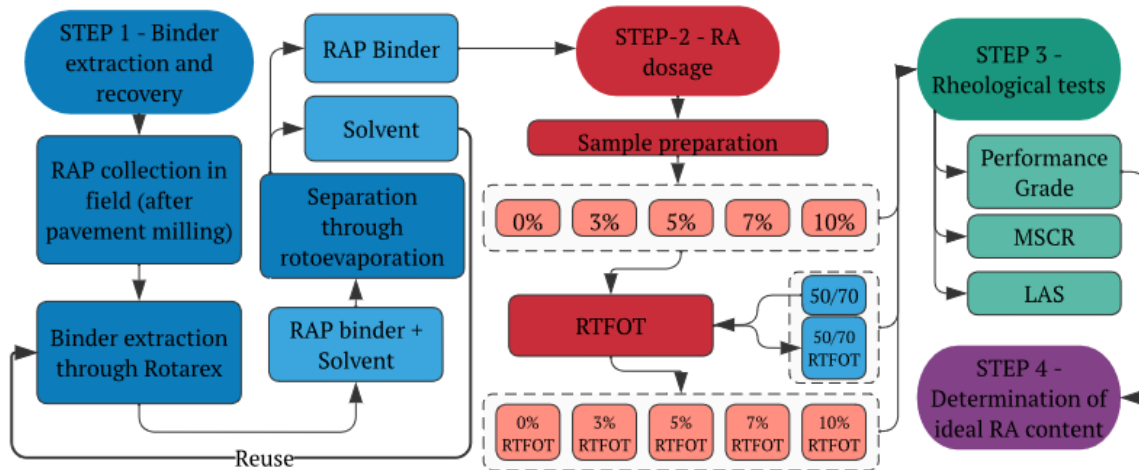 STEP 1 - Binder
extraction and
recovery
RAP collection in
field (after
pavement milling)
Binder extraction
through Rotarex
Reuse
RAP Binder
Solvent
Separation through
rotoevaporation
RAP binder +
Solvent
STEP-2 - RA
dosage
Sample preparation
0%
3%
5%
7%
10%
RTFOT
50/70
50/70
RTFOT
0%
RTFOT
3%
RTFOT
5%
RTFOT
7%
RTFOT
10%
RTFOT
STEP 3 -
Rheological tests
Performance
Grade
MSCR
LAS
STEP 4 -
Determination of
ideal RA content